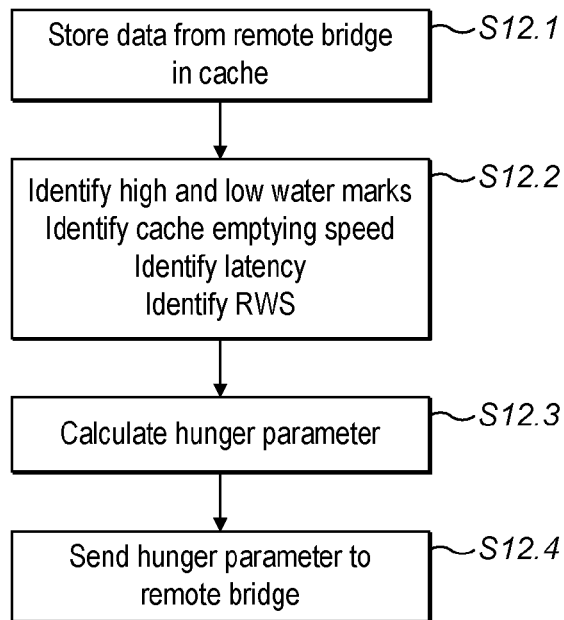 Store data from remote bridge
in cache
S12.1
Identify high and low water marks
Identify cache emptying speed
Identify latency
Identify RWS
S12.2
Calculate hunger parameter
S12.3
Send hunger parameter to
remote bridge
S12.4